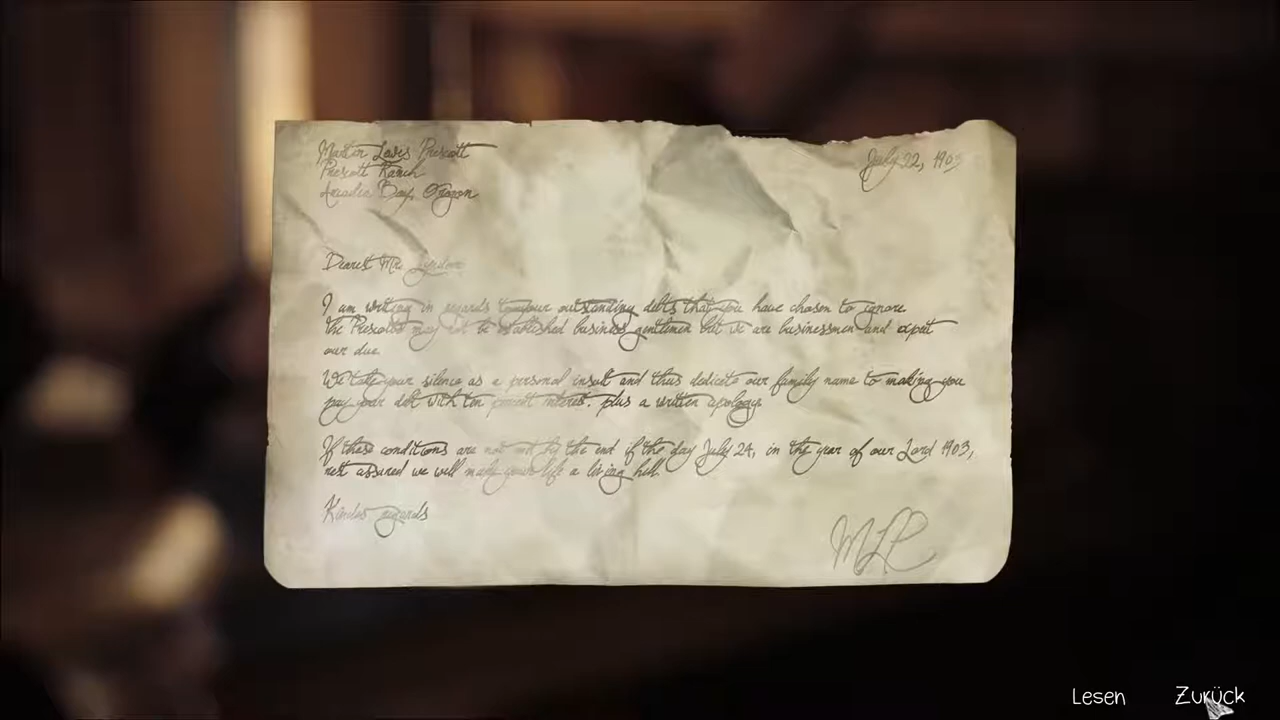 Martin Lewis Prescott
July 22, 1903
Prescott Ranch
Arcadia Bay, Oregon
Dearest Mr.
I am writing in regards to your outstanding debts that you have chosen to ignore.
The Prescotts may not be established business gentlemen but we are businessmen and expect
our due.
We take your silence as a personal insult and thus dedicate our family name to making you
pay your debt with ten percent interest, plus a written apology.
If these conditions are not met by the end if the day July 24, in the year of our Lord 1903,
rest assured we will make your life a living hell.
Kindest regards
MLP
Lesen
Zurück